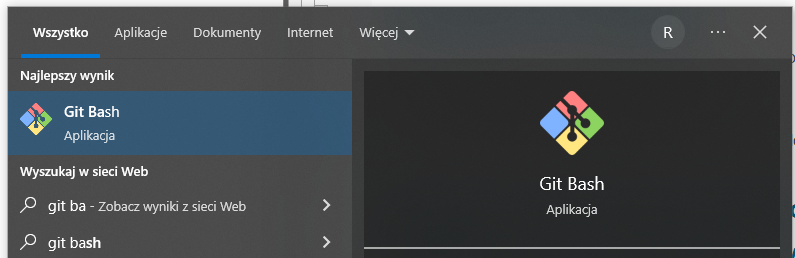 Wszystko Aplikacje Dokumenty Internet Więcej R
Najlepszy wynik
Git Bash
Aplikacja
Wyszukaj w sieci Web
git ba - Zobacz wyniki z sieci Web
git bash
Git Bash
Aplikacja